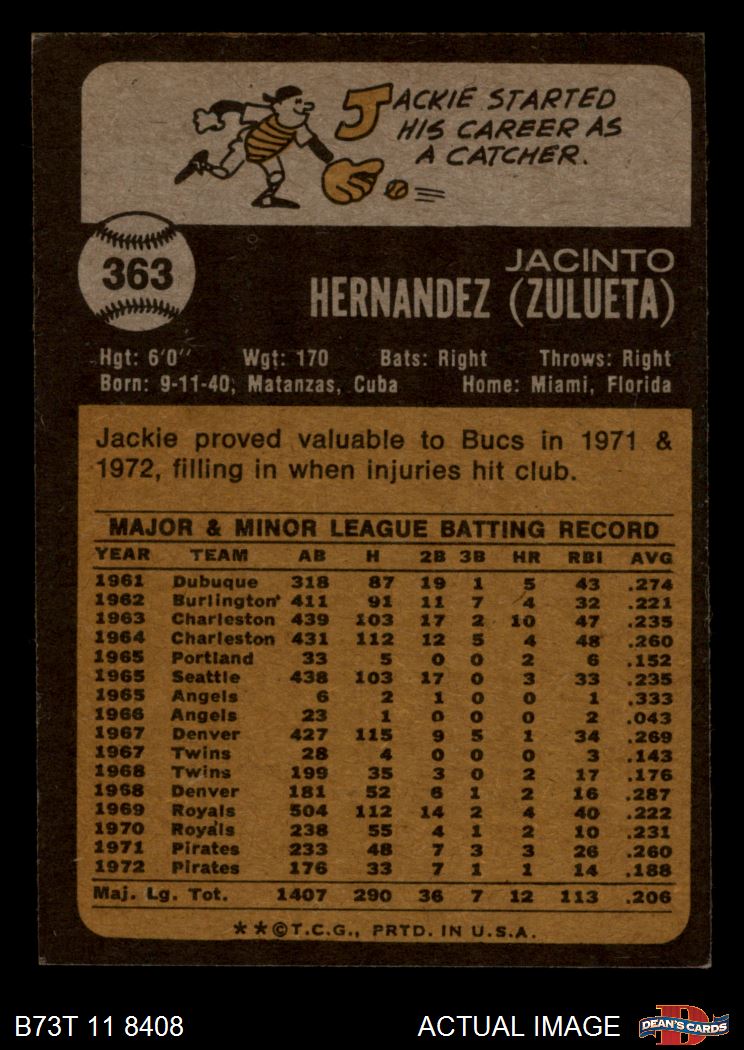 JACKIE STARTED
HIS CAREER AS
A CATCHER.
363
JACINTO
HERNANDEZ (ZULUETA)
Hgt: 6'0" Wgt: 170 Bats: Right Throws: Right
Born: 9-11-40, Matanzas, Cuba Home: Miami, Florida
Jackie proved valuable to Bucs in 1971 &
1972, filling in when injuries hit club.
MAJOR & MINOR LEAGUE BATTING RECORD
YEAR TEAM AB H 2B 3B HR RBI AVG
1961 Dubuque 318 87 19 1 5 43 .274
1962 Burlington* 411 91 11 7 4 32 .221
1963 Charleston 439 103 17 2 10 47 .235
1964 Charleston 431 112 12 5 4 48 .260
1965 Portland 33 5 0 0 2 6 .152
1965 Seattle 438 103 17 0 3 33 .235
1965 Angels 6 2 1 0 0 1 .333
1966 Angels 23 1 0 0 0 2 .043
1967 Denver 427 115 9 5 1 34 .269
1967 Twins 28 4 0 0 0 3 .143
1968 Twins 199 35 3 0 2 17 .176
1968 Denver 181 52 6 1 2 16 .287
1969 Royals 504 112 14 2 4 40 .222
1970 Royals 238 55 4 1 2 10 .231
1971 Pirates 233 48 7 3 3 26 .260
1972 Pirates 176 33 7 1 1 14 .188
Maj. Lg. Tot. 1407 290 36 7 12 113 .206
**©T.C.G., PRTD. IN U.S.A.
B73T 11 8408 ACTUAL IMAGE DEAN'S CARDS